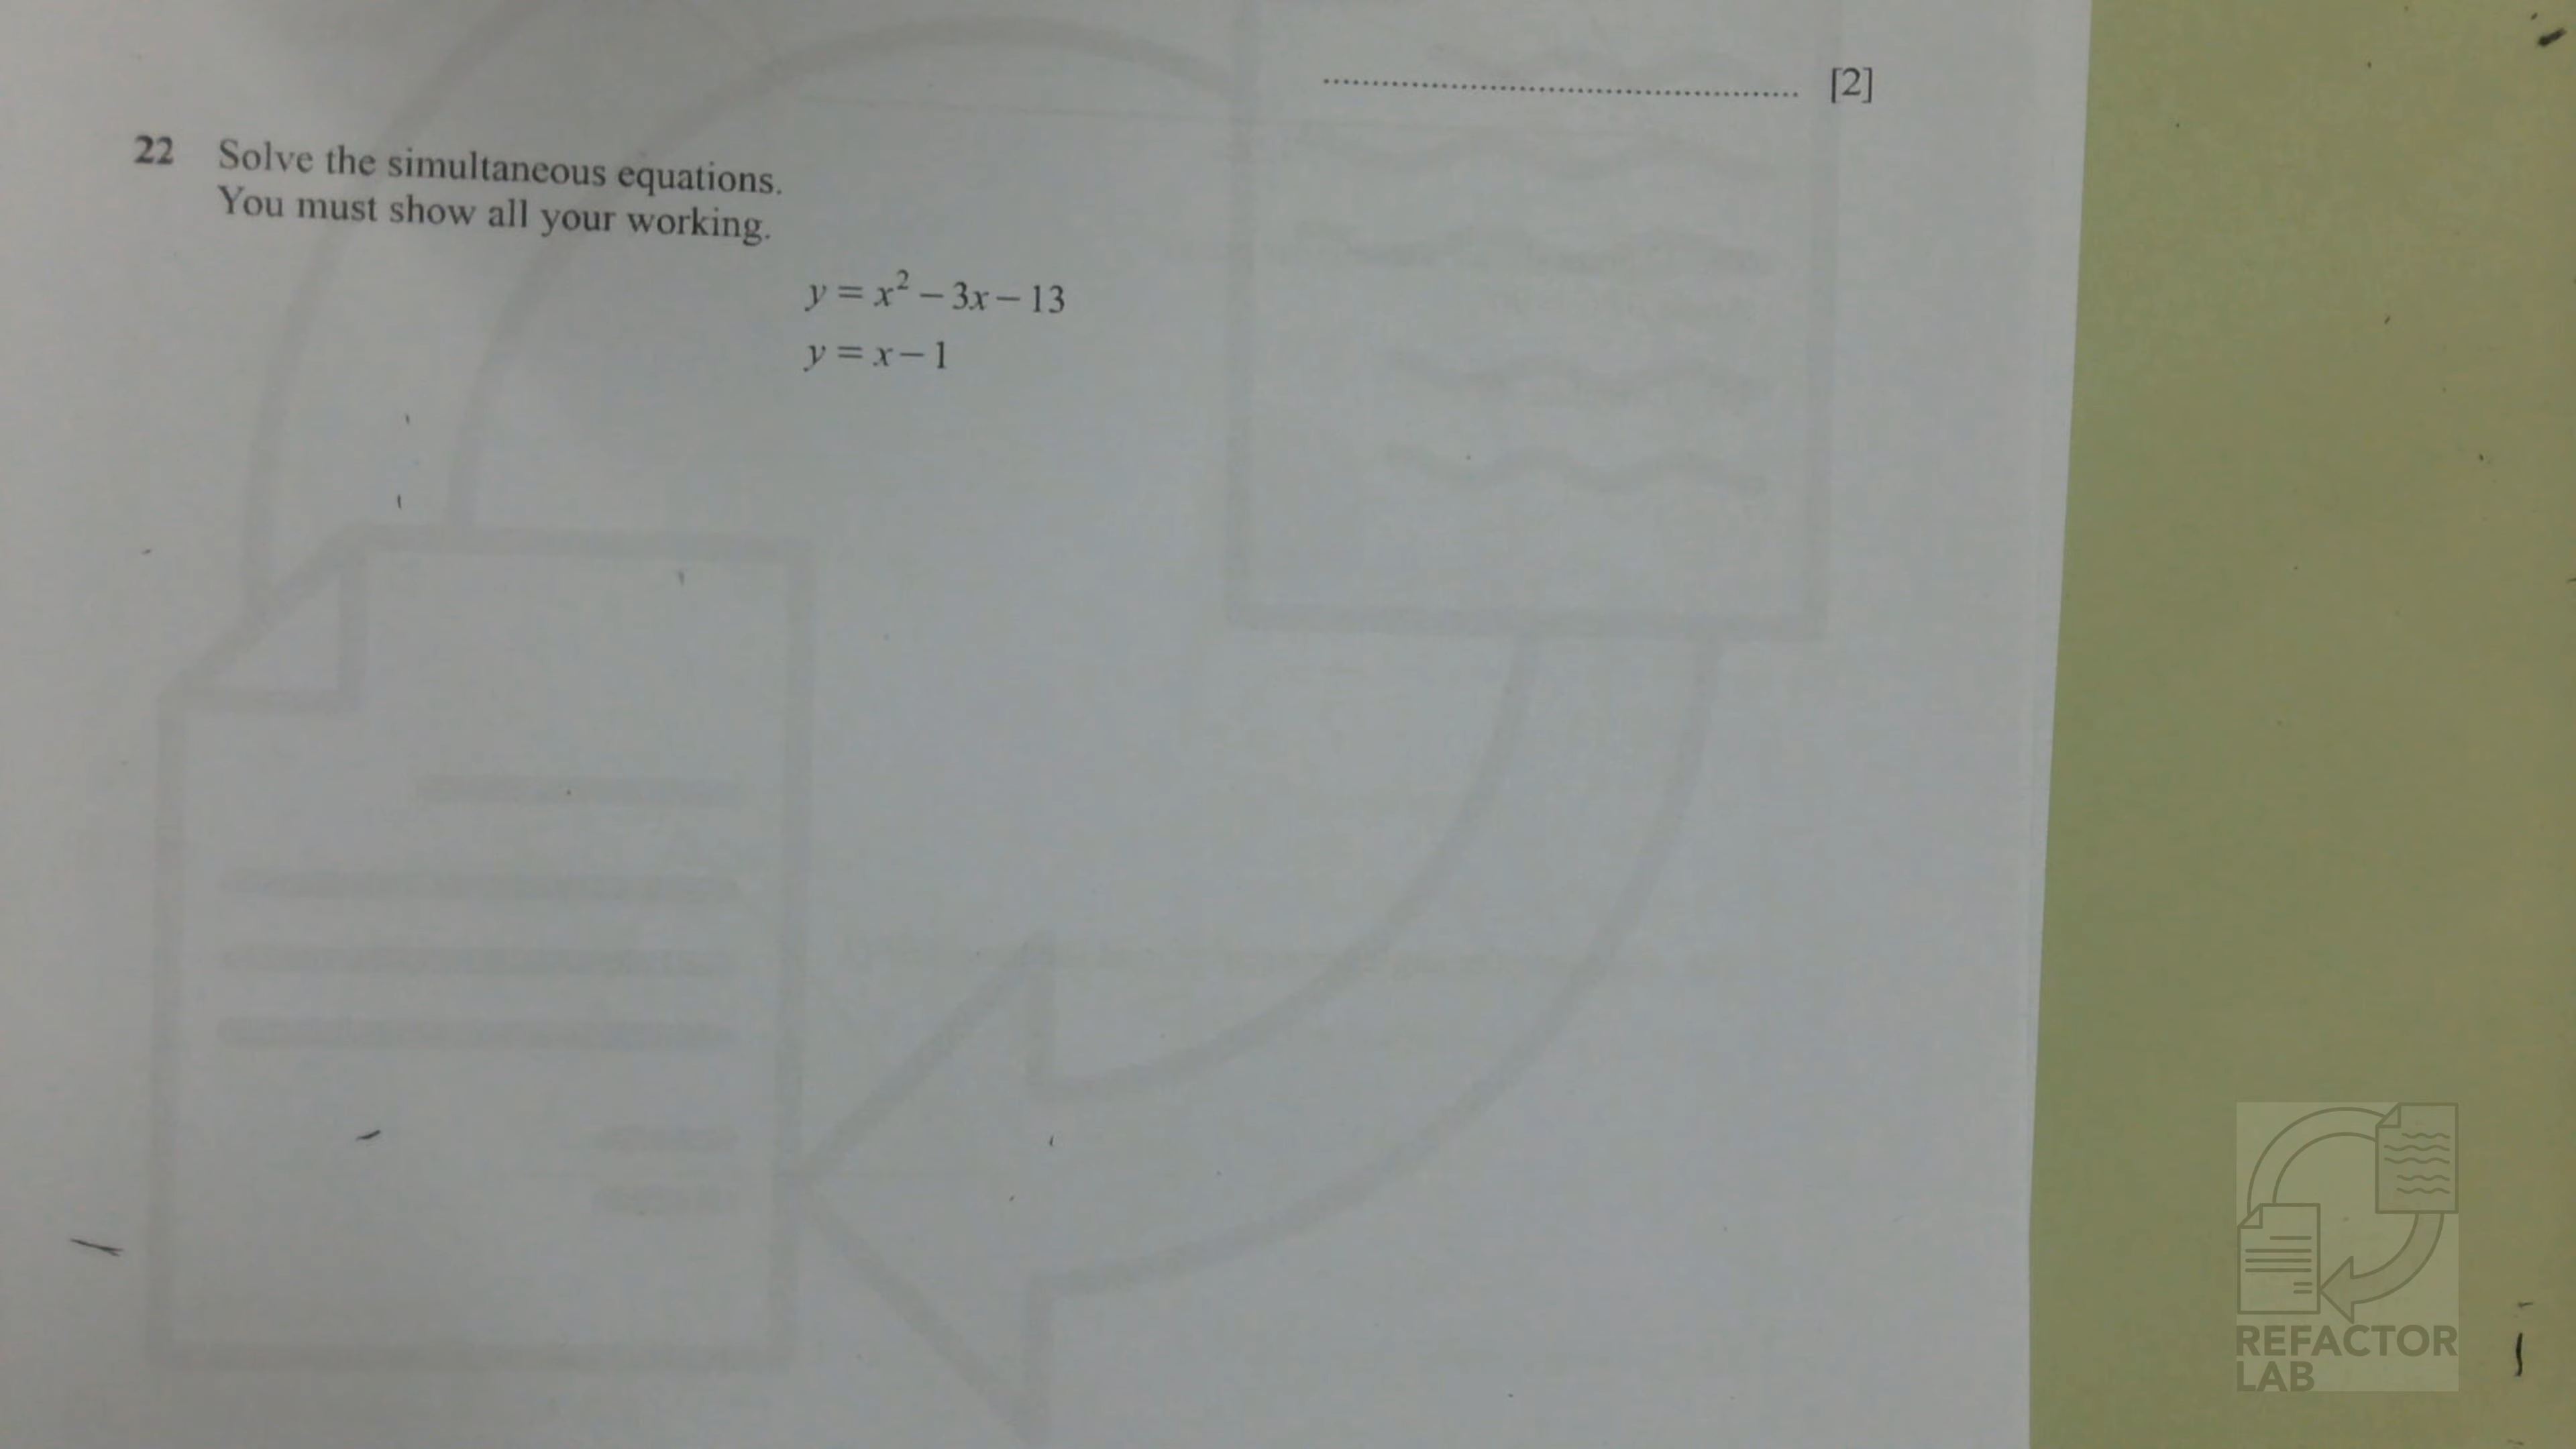 [2]
22 Solve the simultaneous equations.
You must show all your working.
y = x² – 3x – 13
y = x – 1
REFACTOR
LAB